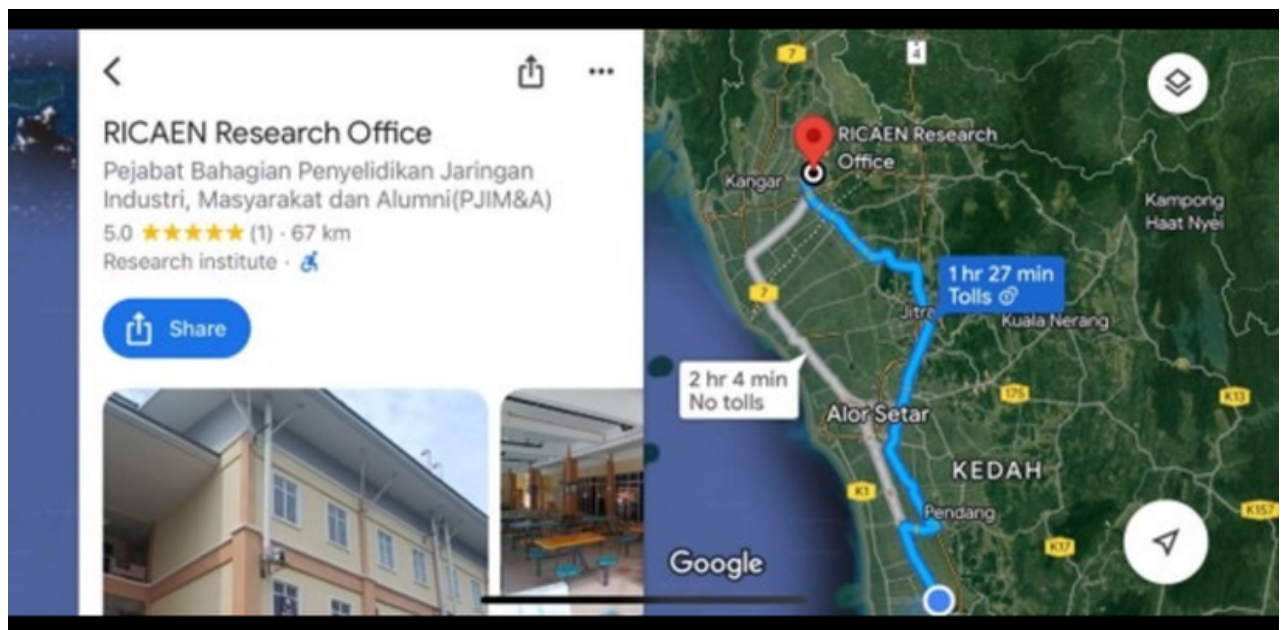 RICAEN Research Office
Pejabat Bahagian Penyelidikan Jaringan
Industri, Masyarakat dan Alumni(PJIM&A)
5.0 ★★★★★ (1) · 67 km
Research institute ·
Share
7
4
RICAEN Research
Office
Kangar
Kampong
Haat Nyei
1 hr 27 min
Tolls
7
Jitra
Kuala Nerang
2 hr 4 min
No tolls
175
K13
Alor Setar
KEDAH
K1
Pendang
K157
K17
Google